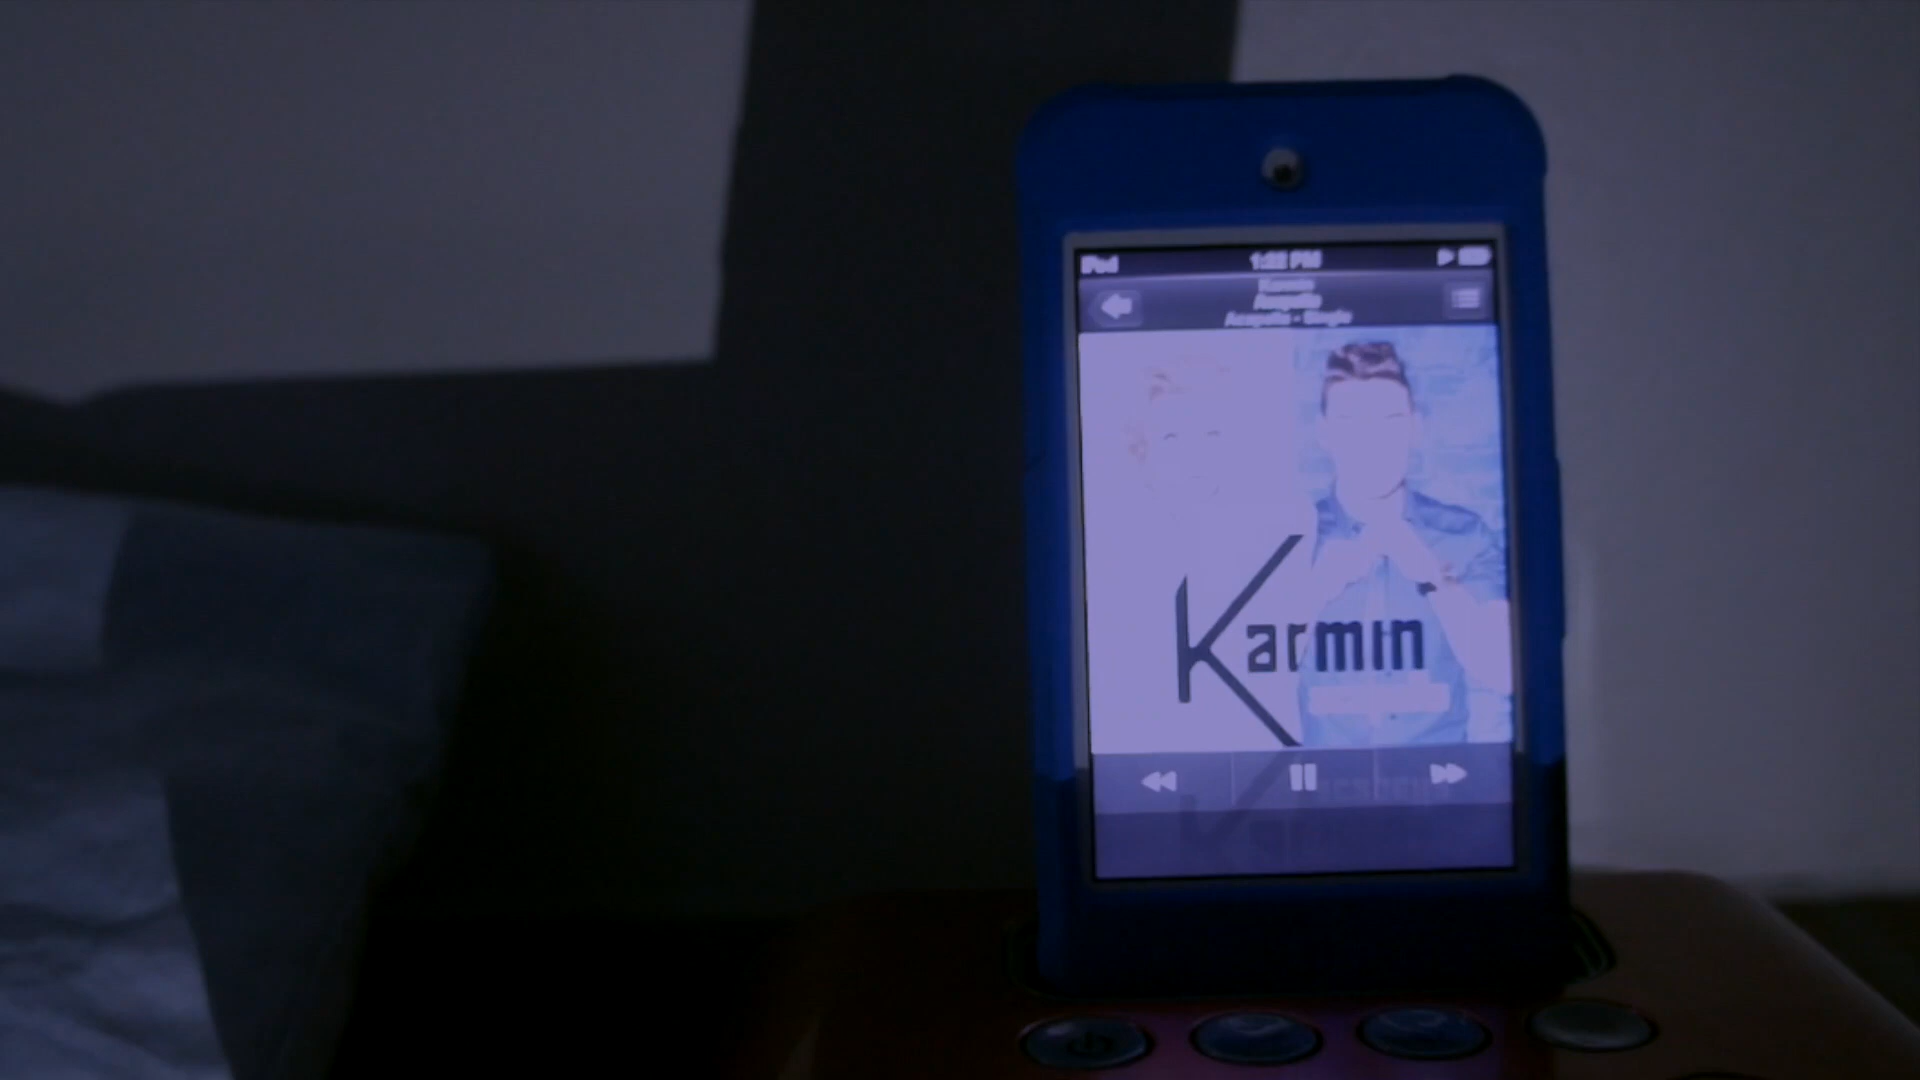 iPod
1:22 PM
Karmin
Acapella
Acapella - Single
Karmin